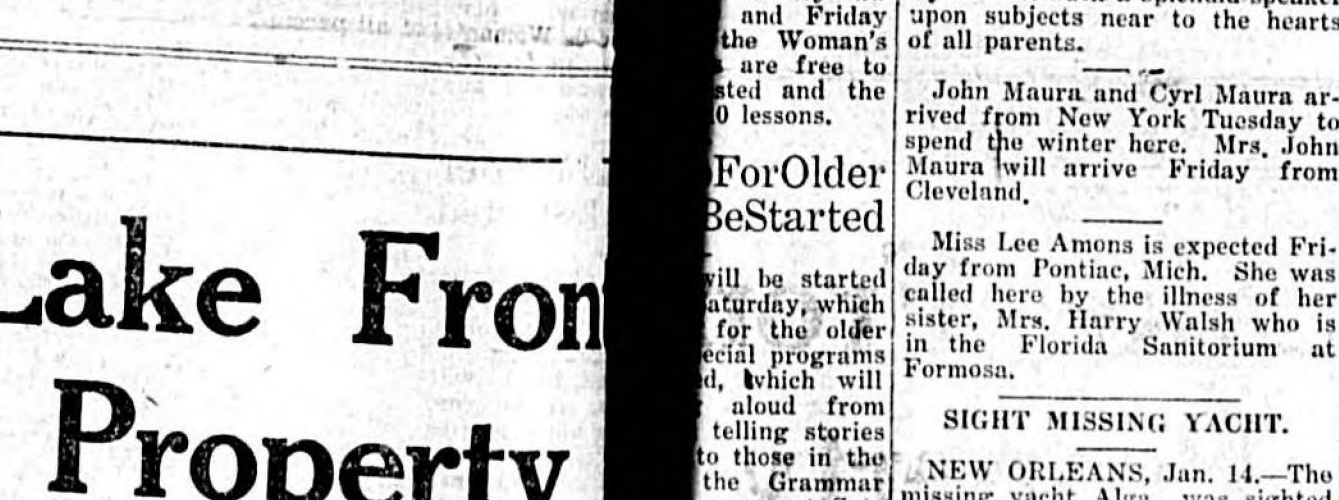 Lake Fron
Property
and Friday
the Woman's
are free to
sted and the
0 lessons.
ForOlder
BeStarted
will be started
aturday, which
for the older
ecial programs
d, which will
aloud from
telling stories
to those in the
the Grammar
upon subjects near to the hearts
of all parents.
John Maura and Cyrl Maura ar-
rived from New York Tuesday to
spend the winter here. Mrs. John
Maura will arrive Friday from
Cleveland.
Miss Lee Amons is expected Fri-
day from Pontiac, Mich. She was
called here by the illness of her
sister, Mrs. Harry Walsh who is
in the Florida Sanitorium at
Formosa.
SIGHT MISSING YACHT.
NEW ORLEANS, Jan. 14.—The
missing yacht